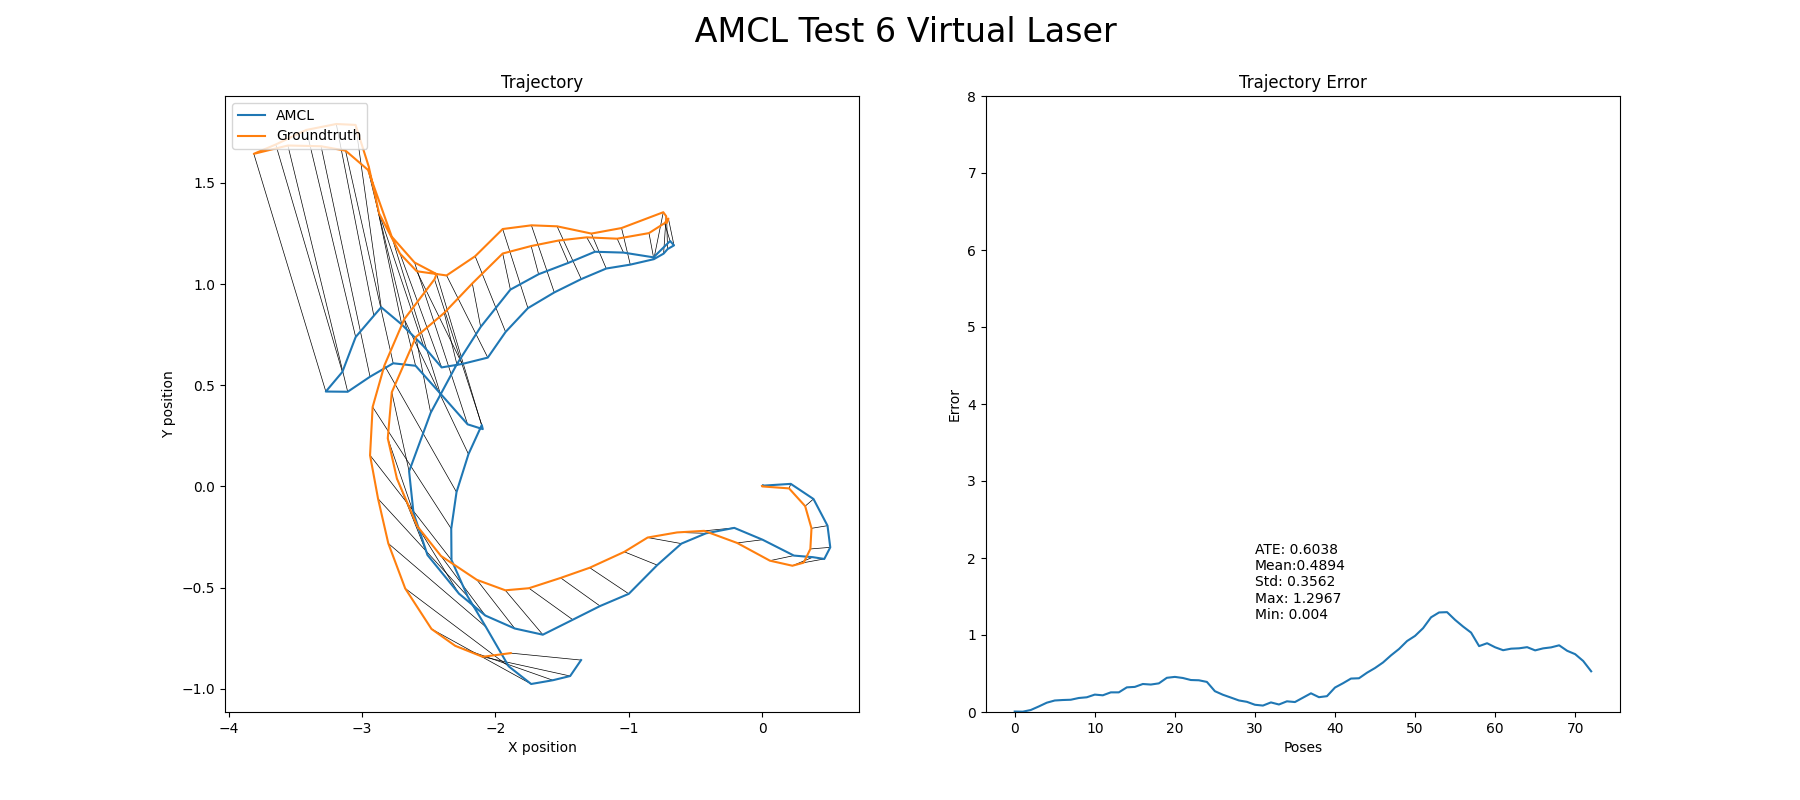 AMCL Test 6 Virtual Laser
Trajectory
AMCL
Groundtruth
1.5
1.0
0.5
0.0
−0.5
−1.0
Y position
−4
−3
−2
−1
0
X position
Trajectory Error
8
7
6
5
4
3
2
1
0
Error
ATE: 0.6038
Mean:0.4894
Std: 0.3562
Max: 1.2967
Min: 0.004
0
10
20
30
40
50
60
70
Poses